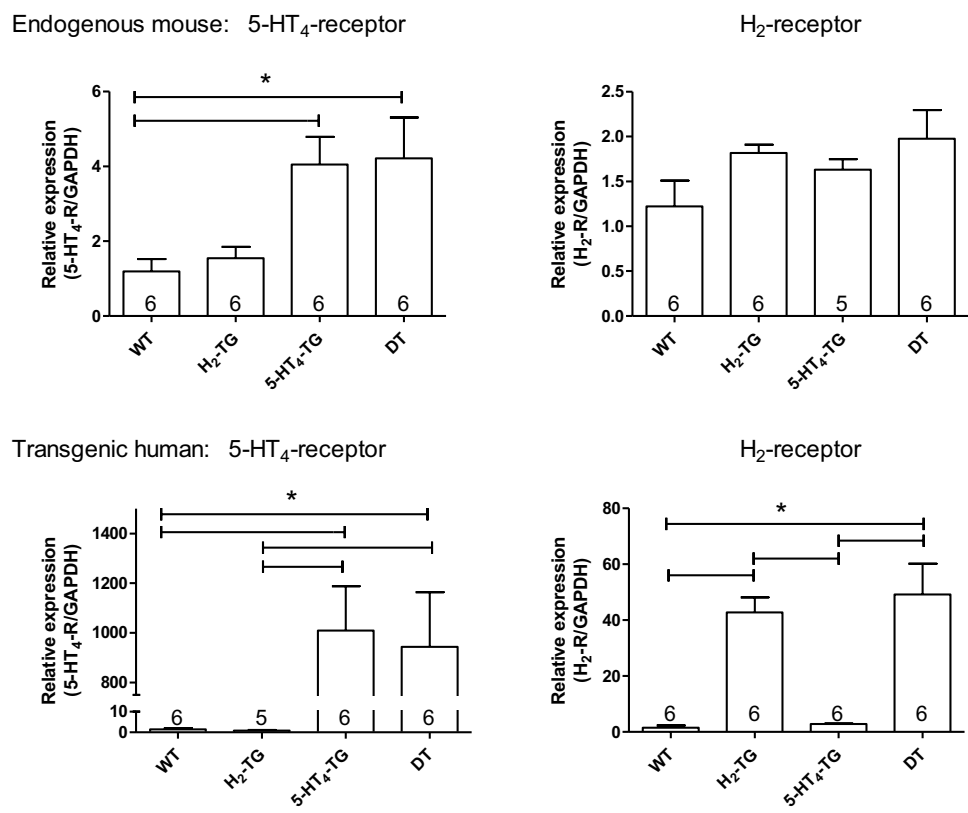 Endogenous mouse: 5-HT4-receptor
H2-receptor
*
6
4
2
0
Relative expression
(5-HT4-R/GAPDH)
6
6
6
6
WT
H2-TG
5-HT4-TG
DT
2.5
2.0
1.5
1.0
0.5
0.0
Relative expression
(H2-R/GAPDH)
6
6
5
6
WT
H2-TG
5-HT4-TG
DT
Transgenic human: 5-HT4-receptor
H2-receptor
*
1400
1200
1000
800
10
0
Relative expression
(5-HT4-R/GAPDH)
6
5
6
6
WT
H2-TG
5-HT4-TG
DT
*
80
60
40
20
0
Relative expression
(H2-R/GAPDH)
6
6
6
6
WT
H2-TG
5-HT4-TG
DT